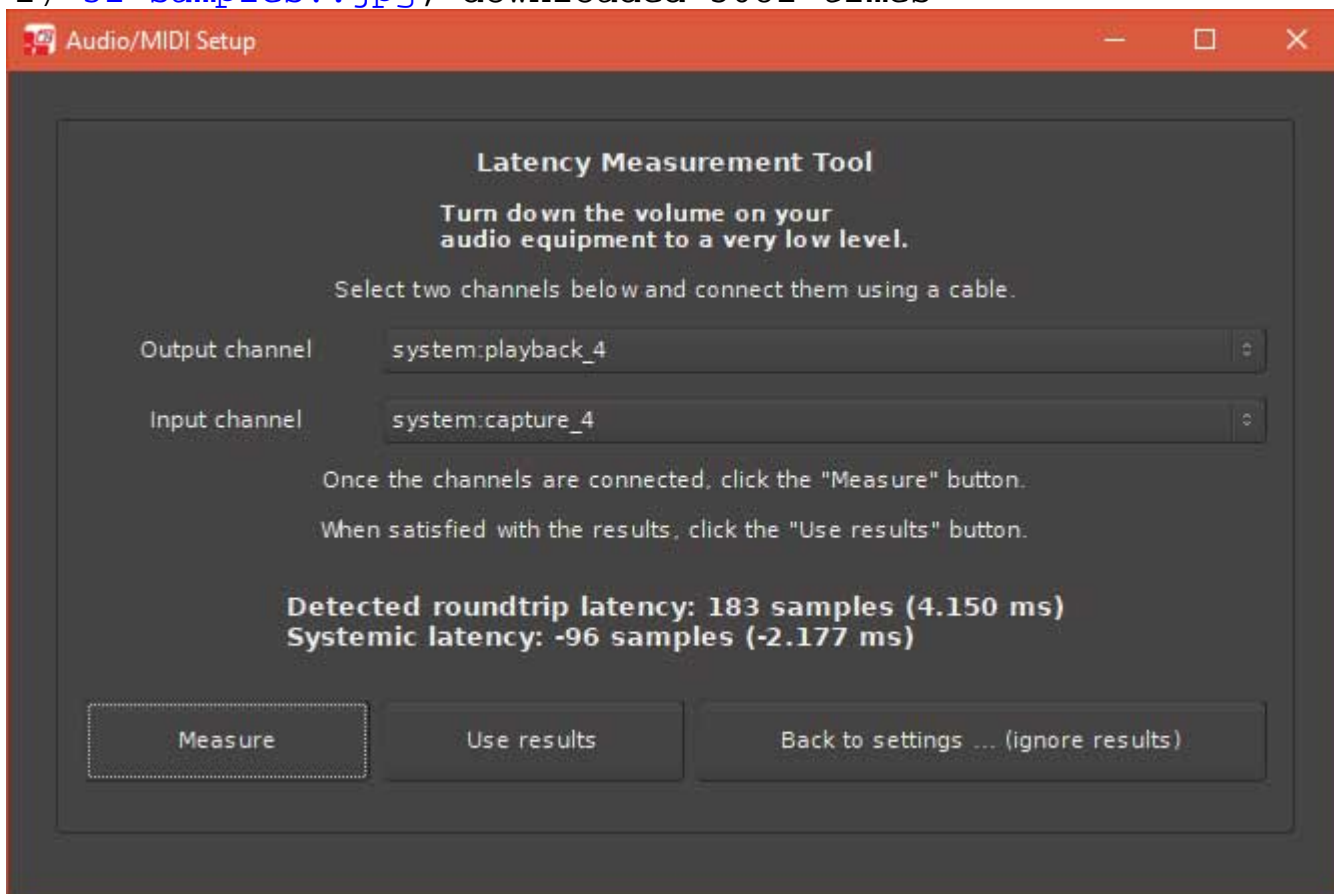 Audio/MIDI Setup
Latency Measurement Tool
Turn down the volume on your
audio equipment to a very low level.
Select two channels below and connect them using a cable.
Output channel system:playback_4
Input channel system:capture_4
Once the channels are connected, click the "Measure" button.
When satisfied with the results, click the "Use results" button.
Detected roundtrip latency: 183 samples (4.150 ms)
Systemic latency: -96 samples (-2.177 ms)
Measure Use results Back to settings ... (ignore results)